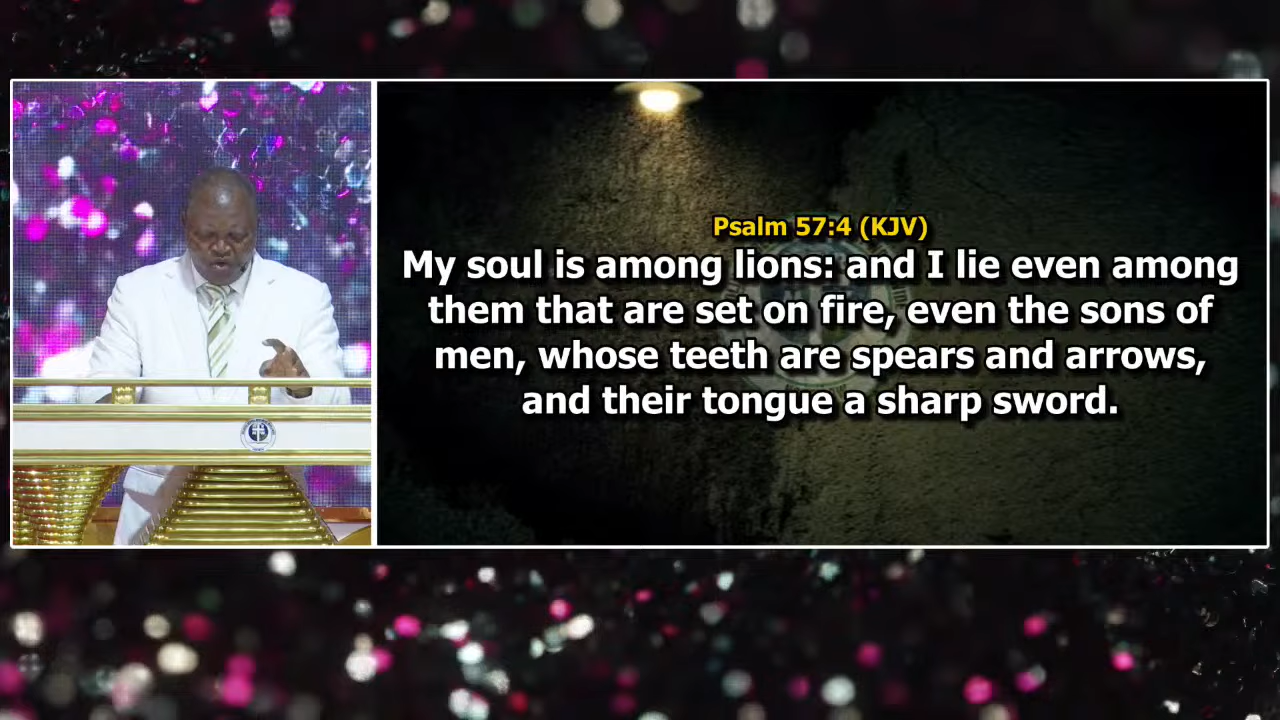 Psalm 57:4 (KJV)
My soul is among lions: and I lie even among
them that are set on fire, even the sons of
men, whose teeth are spears and arrows,
and their tongue a sharp sword.